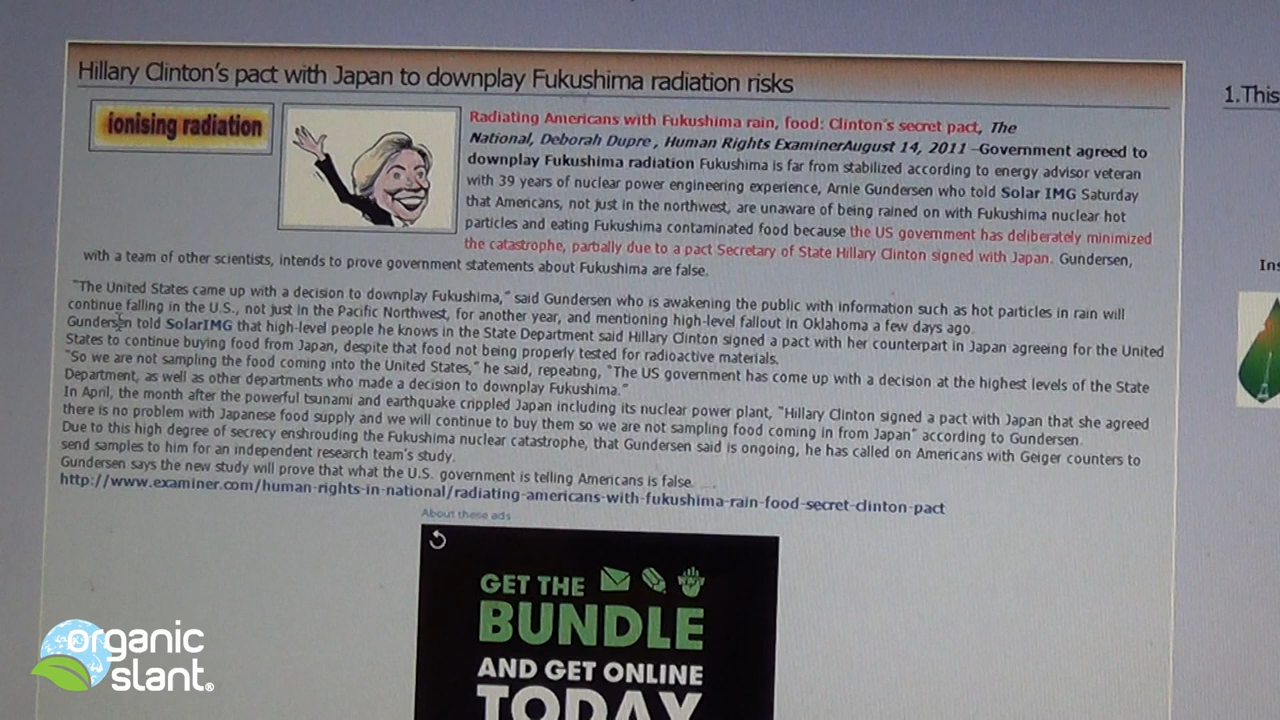 Hillary Clinton's pact with Japan to downplay Fukushima radiation risks
1.This
ionising radiation
Radiating Americans with Fukushima rain, food: Clinton's secret pact, The
National, Deborah Dupre , Human Rights ExaminerAugust 14, 2011 –Government agreed to
downplay Fukushima radiation Fukushima is far from stabilized according to energy advisor veteran
with 39 years of nuclear power engineering experience, Arnie Gundersen who told Solar IMG Saturday
that Americans, not just in the northwest, are unaware of being rained on with Fukushima nuclear hot
particles and eating Fukushima contaminated food because the US government has deliberately minimized
the catastrophe, partially due to a pact Secretary of State Hillary Clinton signed with Japan. Gundersen,
with a team of other scientists, intends to prove government statements about Fukushima are false.
"The United States came up with a decision to downplay Fukushima," said Gundersen who is awakening the public with information such as hot particles in rain will
continue falling in the U.S., not just in the Pacific Northwest, for another year, and mentioning high-level fallout in Oklahoma a few days ago.
Gundersen told SolarIMG that high-level people he knows in the State Department said Hillary Clinton signed a pact with her counterpart in Japan agreeing for the United
States to continue buying food from Japan, despite that food not being properly tested for radioactive materials.
"So we are not sampling the food coming into the United States," he said, repeating, "The US government has come up with a decision at the highest levels of the State
Department, as well as other departments who made a decision to downplay Fukushima."
In April, the month after the powerful tsunami and earthquake crippled Japan including its nuclear power plant, "Hillary Clinton signed a pact with Japan that she agreed
there is no problem with Japanese food supply and we will continue to buy them so we are not sampling food coming in from Japan" according to Gundersen.
Due to this high degree of secrecy enshrouding the Fukushima nuclear catastrophe, that Gundersen said is ongoing, he has called on Americans with Geiger counters to
send samples to him for an independent research team's study.
Gundersen says the new study will prove that what the U.S. government is telling Americans is false. ....
http://www.examiner.com/human-rights-in-national/radiating-americans-with-fukushima-rain-food-secret-clinton-pact
Ins
About these ads
GET THE
WWW
BUNDLE
AND GET ONLINE
TODAY
organic
slant®